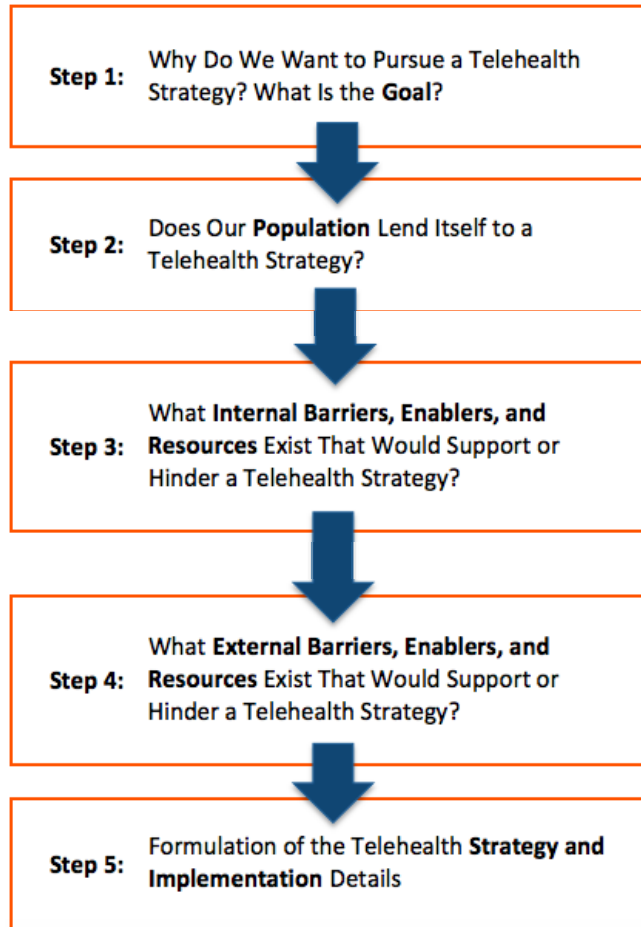 Step 1:
Why Do We Want to Pursue a Telehealth
Strategy? What Is the Goal?
Step 2:
Does Our Population Lend Itself to a
Telehealth Strategy?
Step 3:
What Internal Barriers, Enablers, and
Resources Exist That Would Support or
Hinder a Telehealth Strategy?
Step 4:
What External Barriers, Enablers, and
Resources Exist That Would Support or
Hinder a Telehealth Strategy?
Step 5:
Formulation of the Telehealth Strategy and
Implementation Details